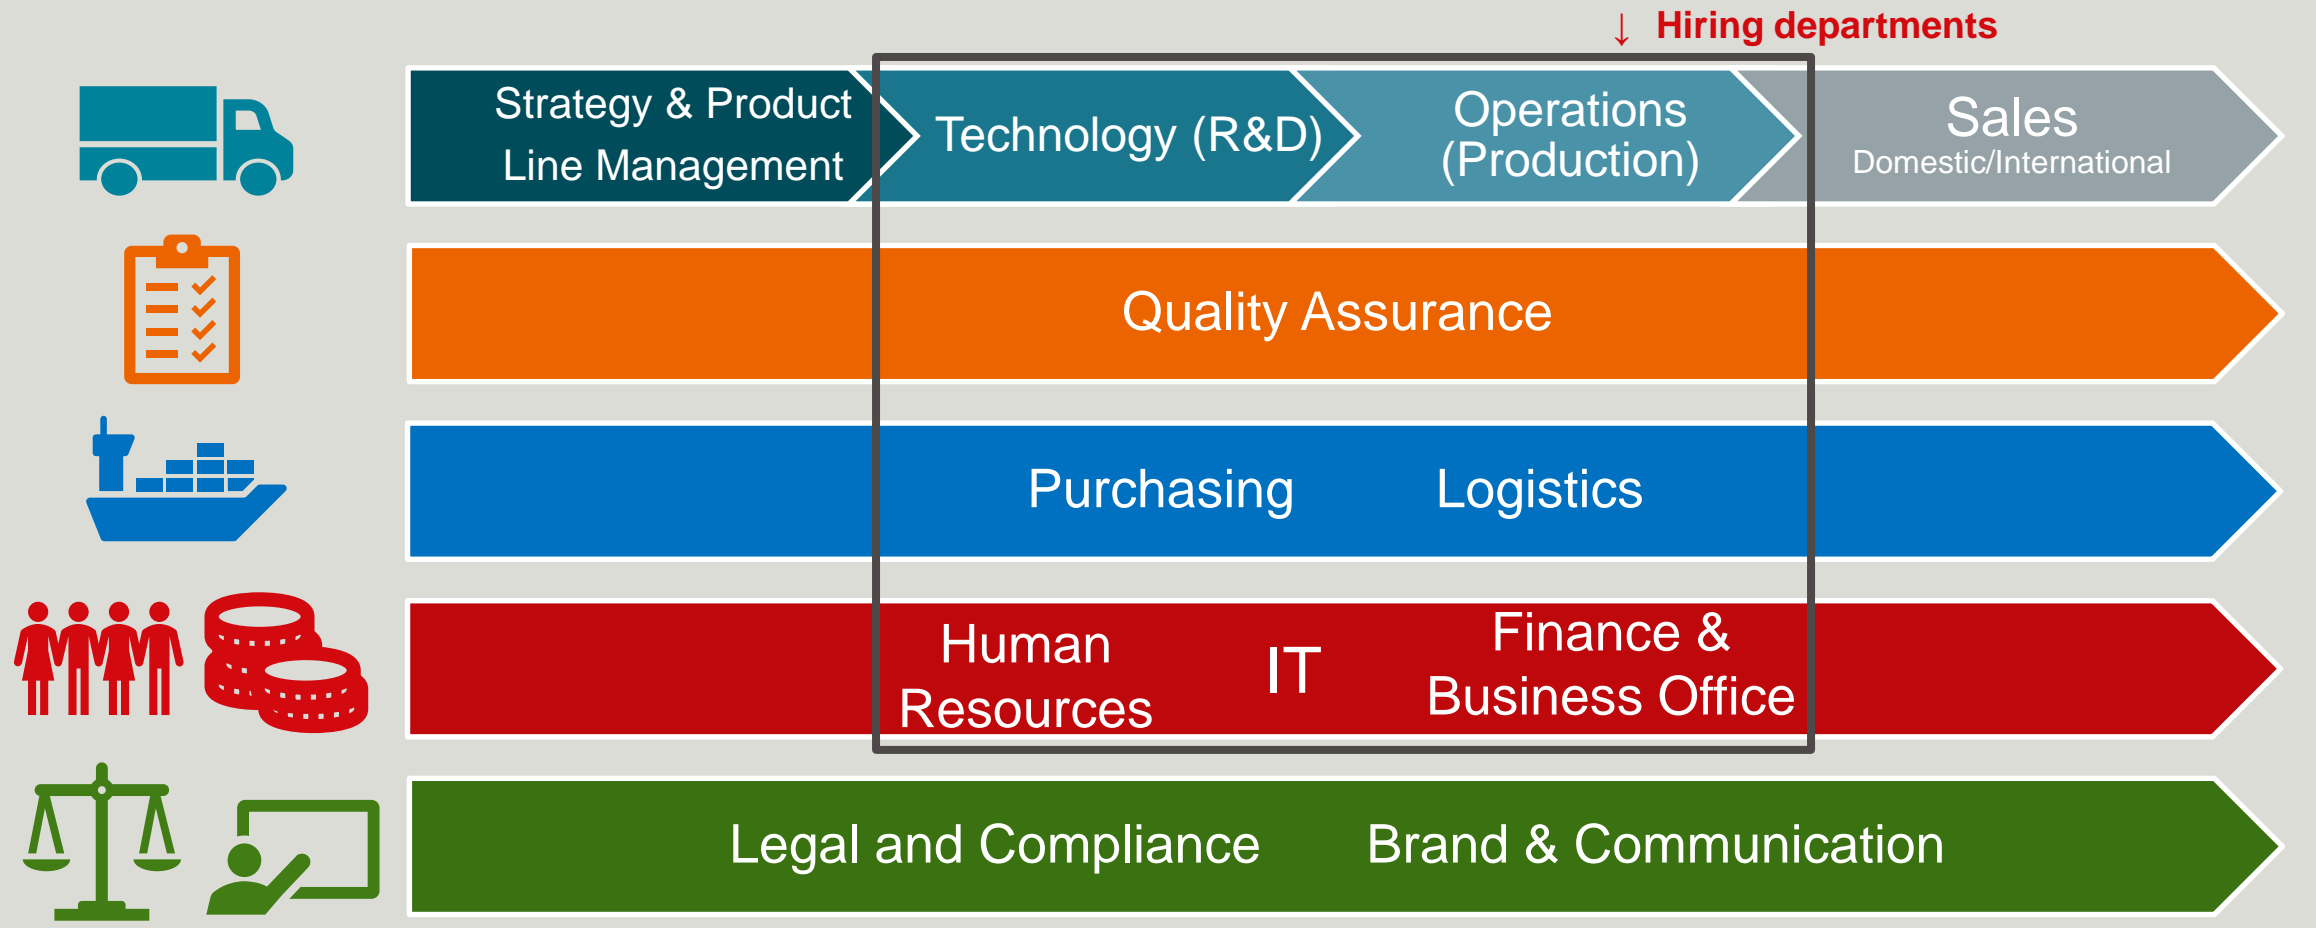 ↓ Hiring departments
Strategy & Product
Line Management
Technology (R&D)
Operations
(Production)
Sales
Domestic/International
Quality Assurance
Purchasing
Logistics
Human
Resources
IT
Finance &
Business Office
Legal and Compliance
Brand & Communication